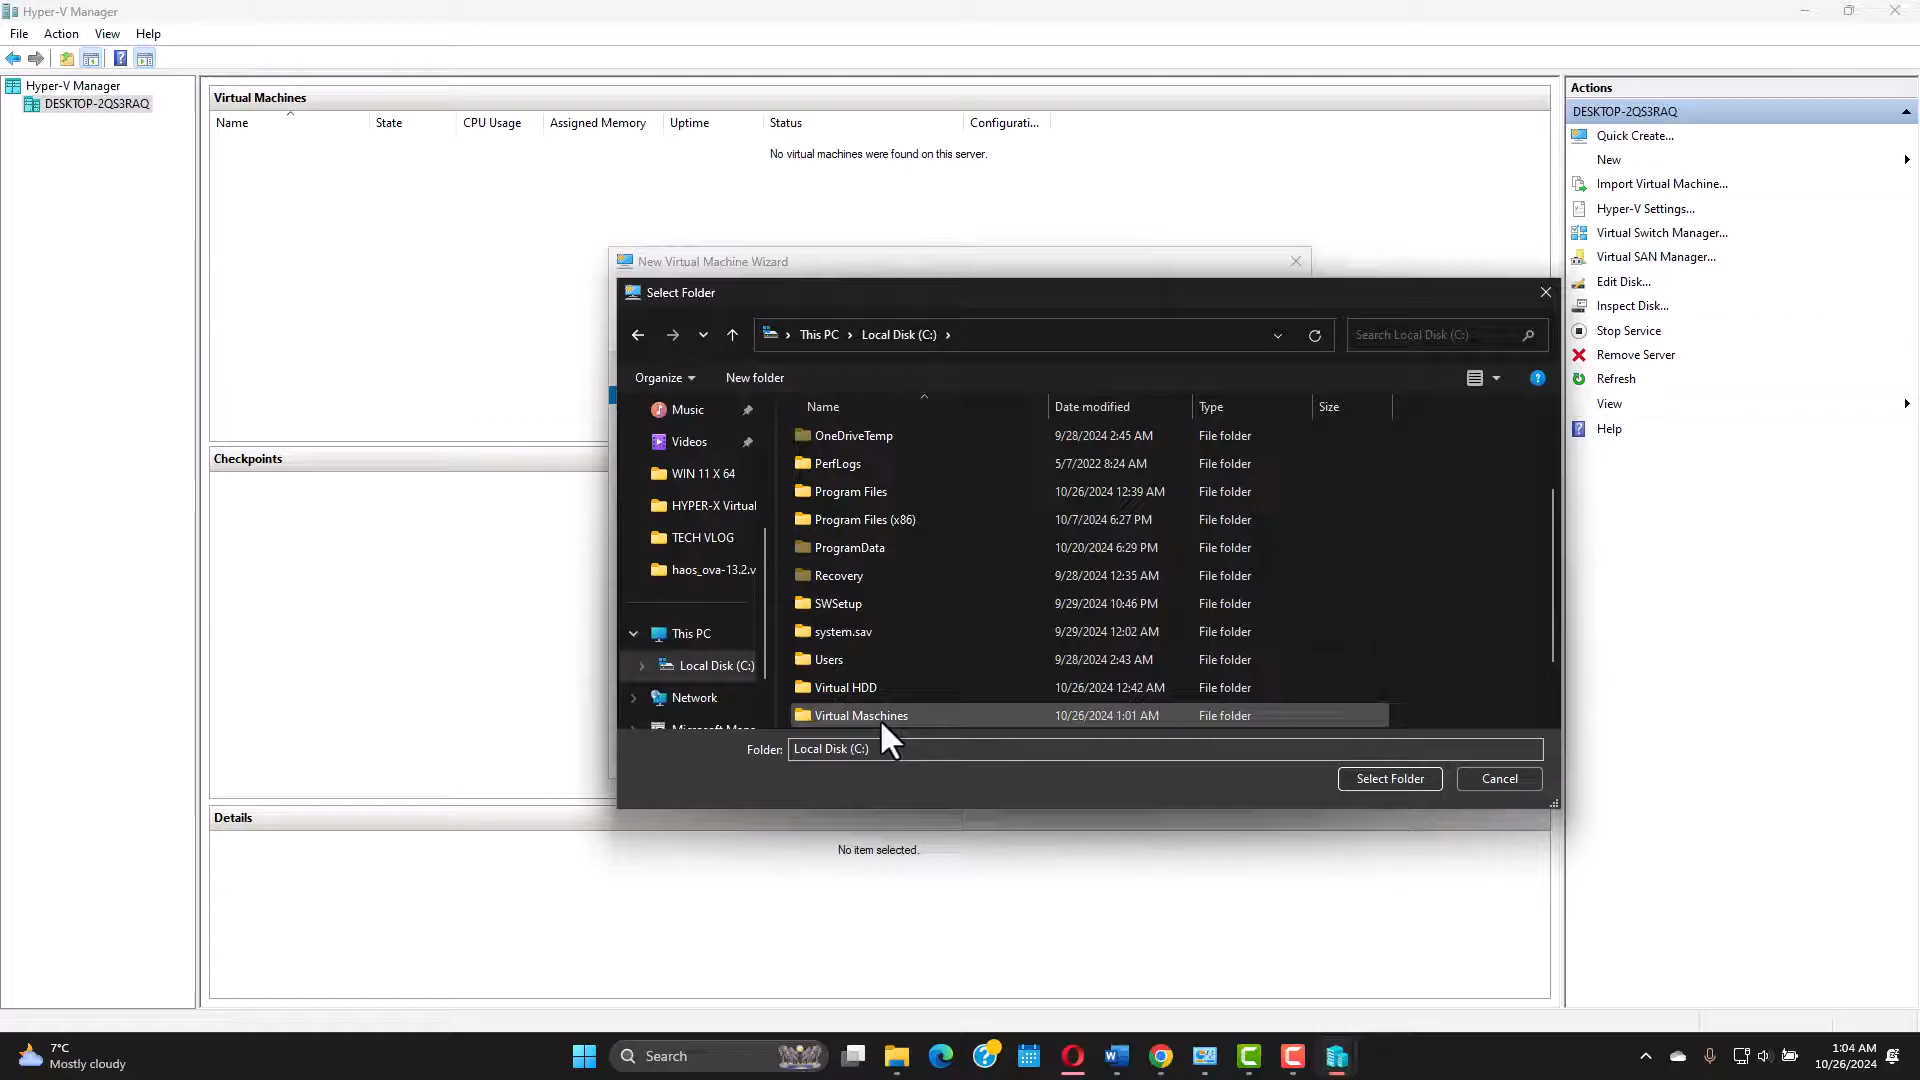 Hyper-V Manager
File Action View Help
Hyper-V Manager
DESKTOP-2QS3RAQ
Virtual Machines
Name State CPU Usage Assigned Memory Uptime Status Configurati...
No virtual machines were found on this server.
Checkpoints
Details
No item selected.
New Virtual Machine Wizard
Select Folder
This PC Local Disk (C:)
Search Local Disk (C:)
Organize New folder
Music
Videos
WIN 11 X 64
HYPER-X Virtual
TECH VLOG
haos_ova-13.2.v
This PC
Local Disk (C:)
Network
Name Date modified Type Size
OneDriveTemp 9/28/2024 2:45 AM File folder
PerfLogs 5/7/2022 8:24 AM File folder
Program Files 10/26/2024 12:39 AM File folder
Program Files (x86) 10/7/2024 6:27 PM File folder
ProgramData 10/20/2024 6:29 PM File folder
Recovery 9/28/2024 12:35 AM File folder
SWSetup 9/29/2024 10:46 PM File folder
system.sav 9/29/2024 12:02 AM File folder
Users 9/28/2024 2:43 AM File folder
Virtual HDD 10/26/2024 12:42 AM File folder
Virtual Maschines 10/26/2024 1:01 AM File folder
Folder: Local Disk (C:)
Select Folder Cancel
Actions
DESKTOP-2QS3RAQ
Quick Create...
New
Import Virtual Machine...
Hyper-V Settings...
Virtual Switch Manager...
Virtual SAN Manager...
Edit Disk...
Inspect Disk...
Stop Service
Remove Server
Refresh
View
Help
7°C
Mostly cloudy
Search
1:04 AM
10/26/2024